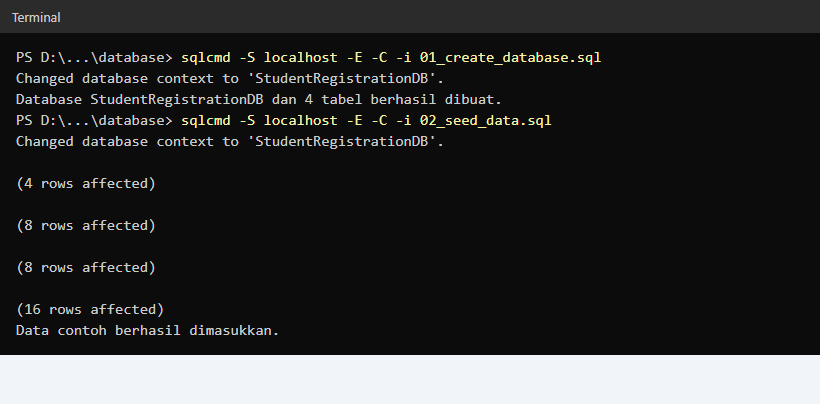 Terminal
PS D:\...\database> sqlcmd -S localhost -E -C -i 01_create_database.sql
Changed database context to 'StudentRegistrationDB'.
Database StudentRegistrationDB dan 4 tabel berhasil dibuat.
PS D:\...\database> sqlcmd -S localhost -E -C -i 02_seed_data.sql
Changed database context to 'StudentRegistrationDB'.
(4 rows affected)
(8 rows affected)
(8 rows affected)
(16 rows affected)
Data contoh berhasil dimasukkan.